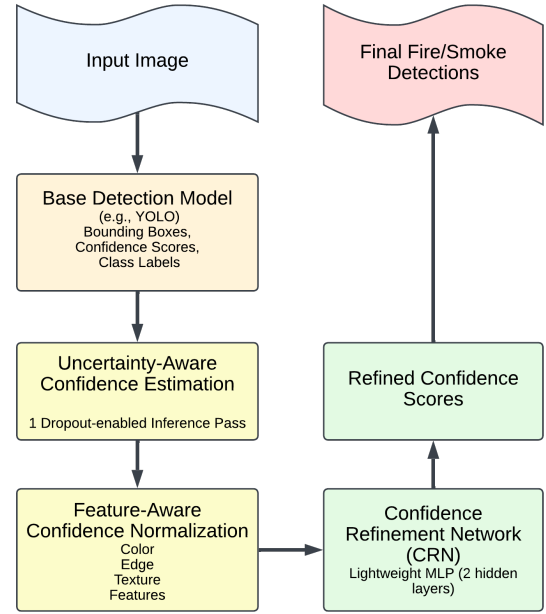 Input Image
Base Detection Model
(e.g., YOLO)
Bounding Boxes,
Confidence Scores,
Class Labels
Uncertainty-Aware
Confidence Estimation
1 Dropout-enabled Inference Pass
Feature-Aware
Confidence Normalization
Color
Edge
Texture
Features
Confidence
Refinement Network
(CRN)
Lightweight MLP (2 hidden
layers)
Refined Confidence
Scores
Final Fire/Smoke
Detections